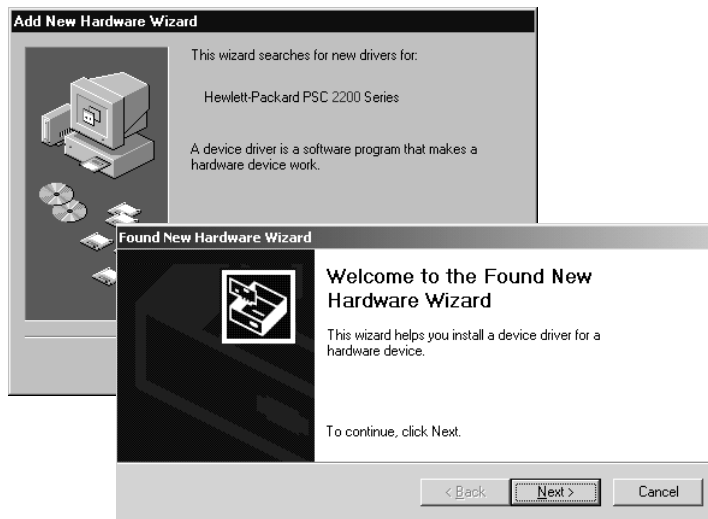 Add New Hardware Wizard
This wizard searches for new drivers for:
Hewlett-Packard PSC 2200 Series
A device driver is a software program that makes a
hardware device work.
Found New Hardware Wizard
Welcome to the Found New
Hardware Wizard
This wizard helps you install a device driver for a
hardware device.
To continue, click Next.
< Back
Next >
Cancel